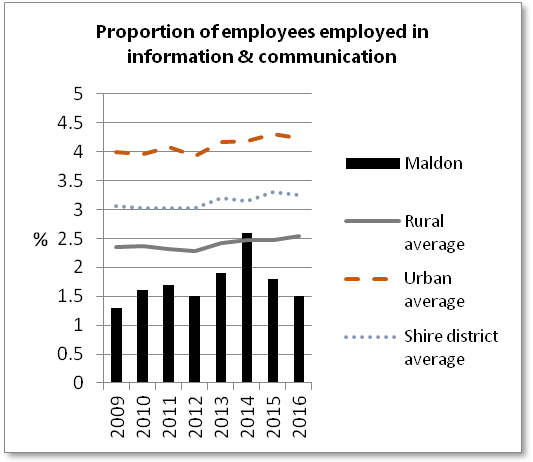 Proportion of employees employed in
information & communication
5
4.5
4
3.5
3
2.5
2
1.5
1
0.5
0
%
2009 2010 2011 2012 2013 2014 2015 2016
Maldon
Rural
average
Urban
average
Shire district
average